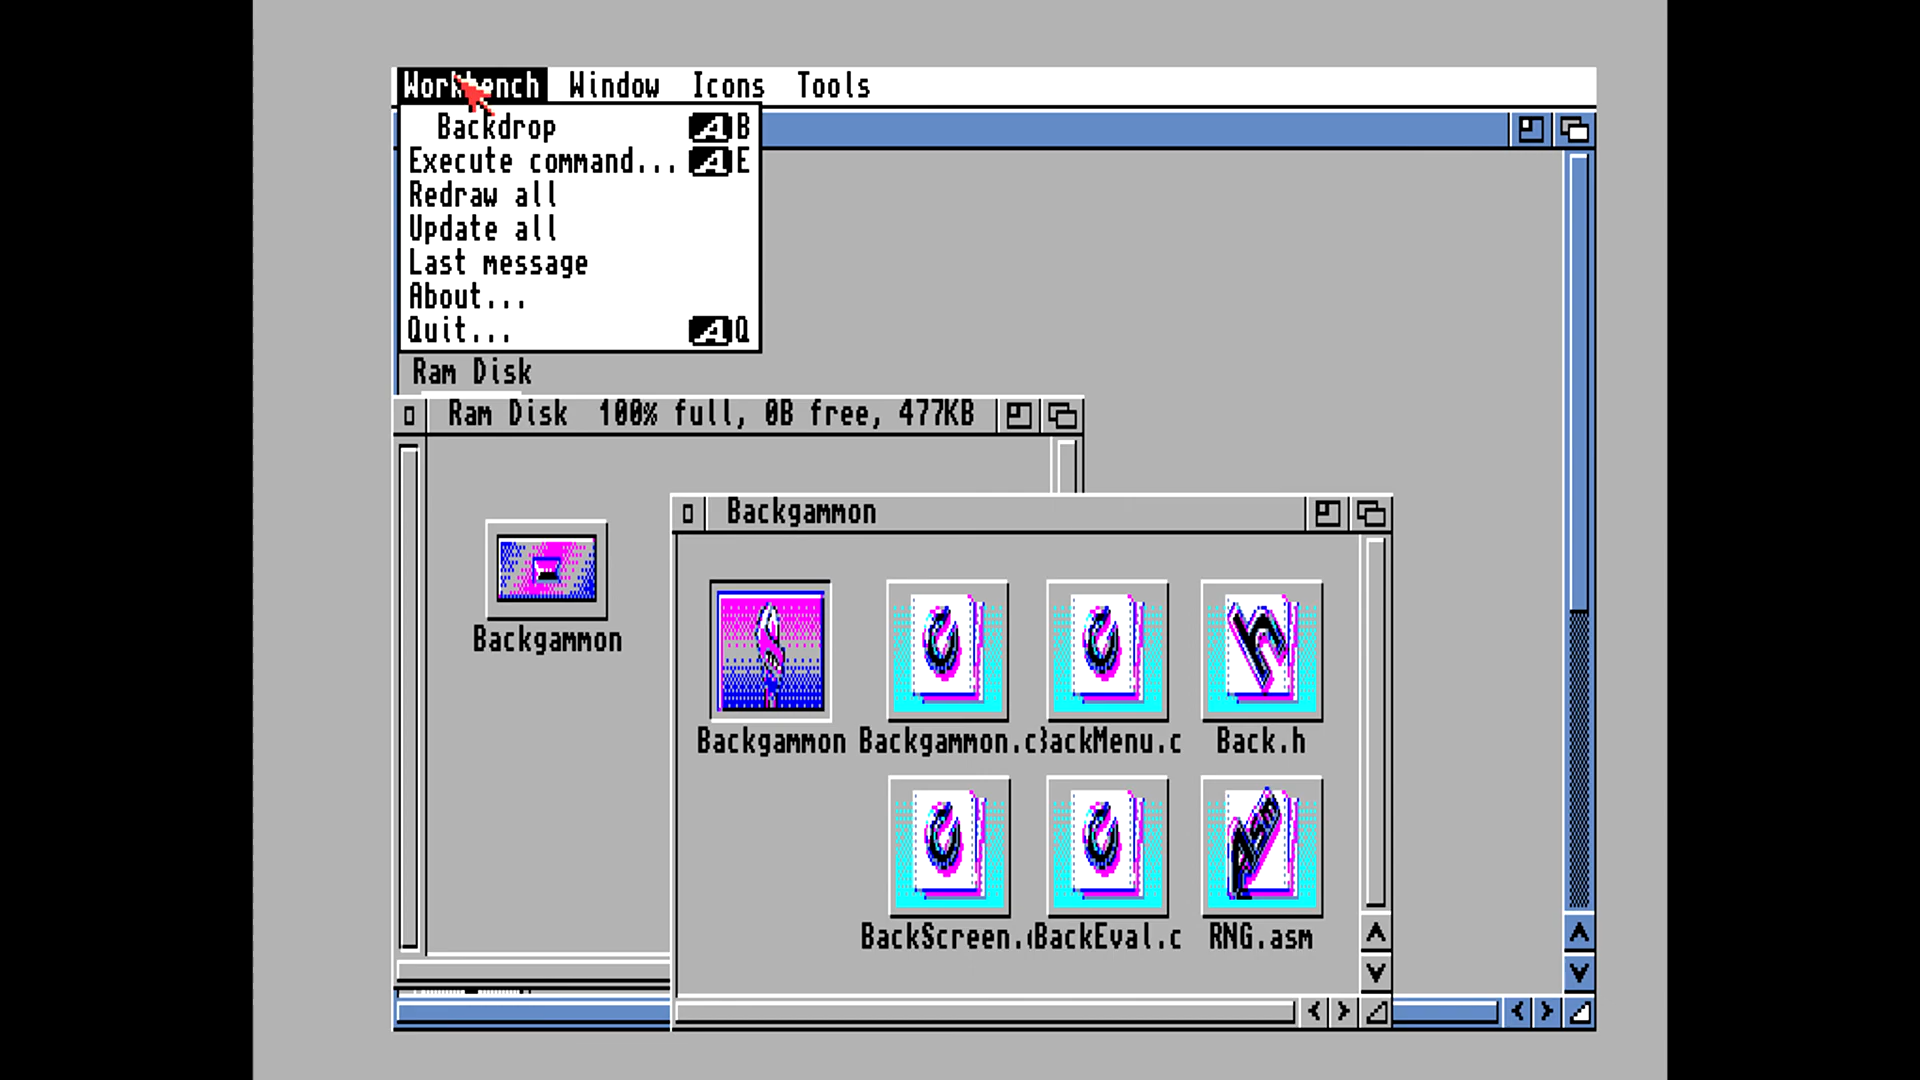 Workbench Window Icons Tools
Backdrop A B
Execute command... A E
Redraw all
Update all
Last message
About...
Quit... A Q
Ram Disk
Ram Disk 100% full, 0B free, 477KB
Backgammon
Backgammon
Backgammon Backgammon.c BackMenu.c Back.h
BackScreen. BackEval.c RNG.asm